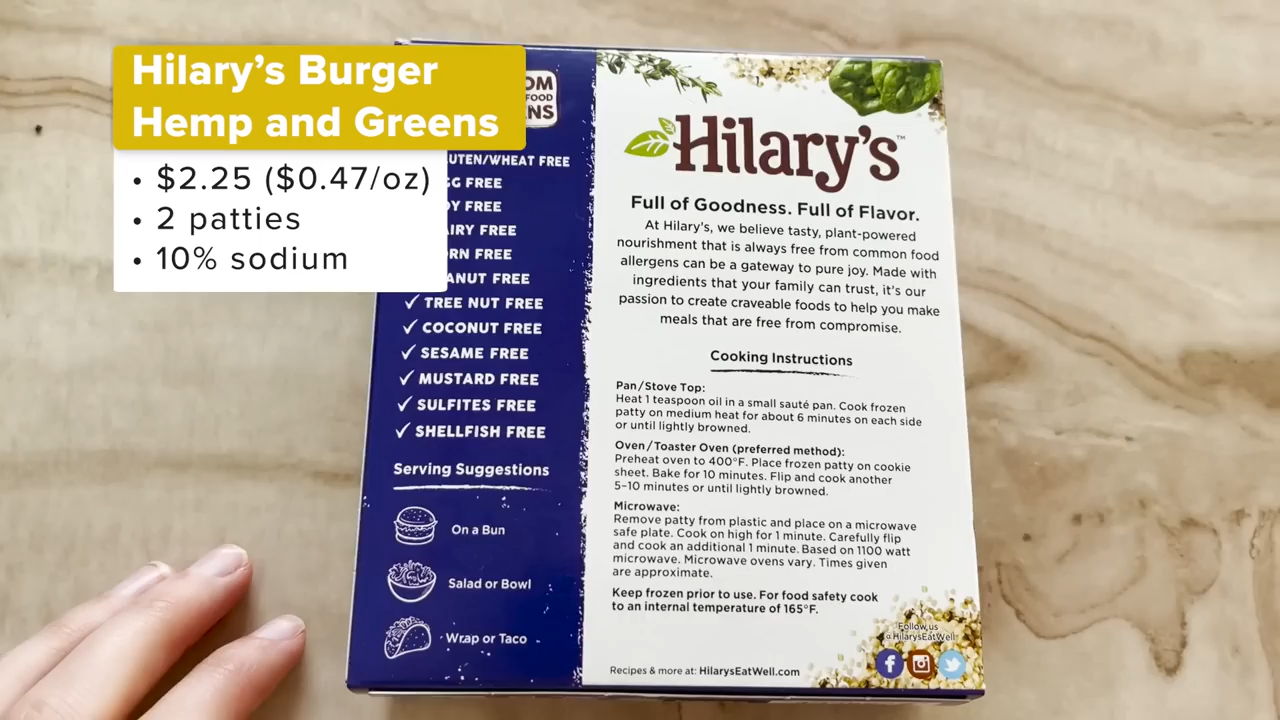 Hilary's Burger
Hemp and Greens
• $2.25 ($0.47/oz)
• 2 patties
• 10% sodium
FREE
FREE
FREE
FREE
FREE
FREE
✓ TREE NUT FREE
✓ COCONUT FREE
✓ SESAME FREE
✓ MUSTARD FREE
✓ SULFITES FREE
✓ SHELLFISH FREE
Serving Suggestions
On a Bun
Salad or Bowl
Wrap or Taco
Hilary's™
Full of Goodness. Full of Flavor.
At Hilary's, we believe tasty, plant-powered
nourishment that is always free from common food
allergens can be a gateway to pure joy. Made with
ingredients that your family can trust, it's our
passion to create craveable foods to help you make
meals that are free from compromise.
Cooking Instructions
Pan/Stove Top:
Heat 1 teaspoon oil in a small sauté pan. Cook frozen
patty on medium heat for about 6 minutes on each side
or until lightly browned.
Oven/Toaster Oven (preferred method):
Preheat oven to 400°F. Place frozen patty on cookie
sheet. Bake for 10 minutes. Flip and cook another
5-10 minutes or until lightly browned.
Microwave:
Remove patty from plastic and place on a microwave
safe plate. Cook on high for 1 minute. Carefully flip
and cook an additional 1 minute. Based on 1100 watt
microwave. Microwave ovens vary. Times given
are approximate.
Keep frozen prior to use. For food safety cook
to an internal temperature of 165°F.
Follow us
@HilarysEatWell
Recipes & more at: HilarysEatWell.com